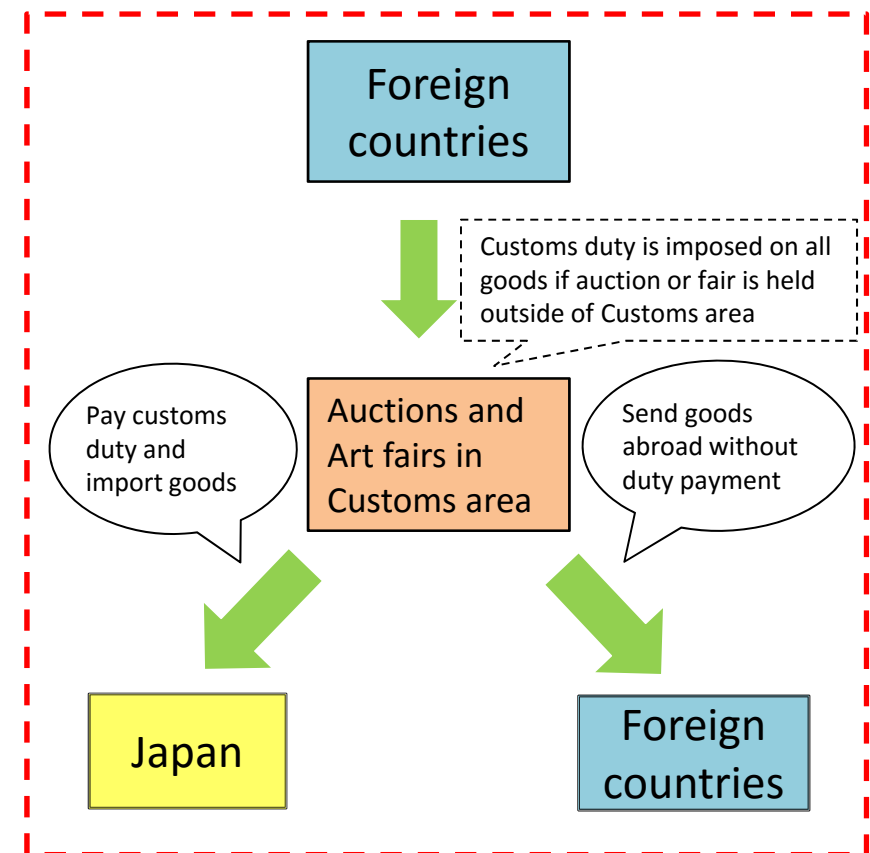 Foreign
countries
Customs duty is imposed on all
goods if auction or fair is held
outside of Customs area
Pay customs
duty and
import goods
Auctions and
Art fairs in
Customs area
Send goods
abroad without
duty payment
Japan
Foreign
countries